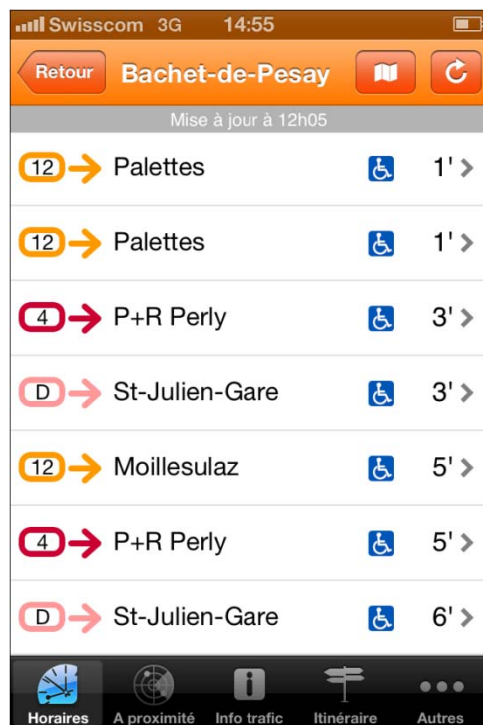 Swisscom 3G 14:55
Retour Bachet-de-Pesay
Mise à jour à 12h05
12 Palettes 1'
12 Palettes 1'
4 P+R Perly 3'
D St-Julien-Gare 3'
12 Moillesulaz 5'
4 P+R Perly 5'
D St-Julien-Gare 6'
Horaires A proximité Info trafic Itinéraire Autres